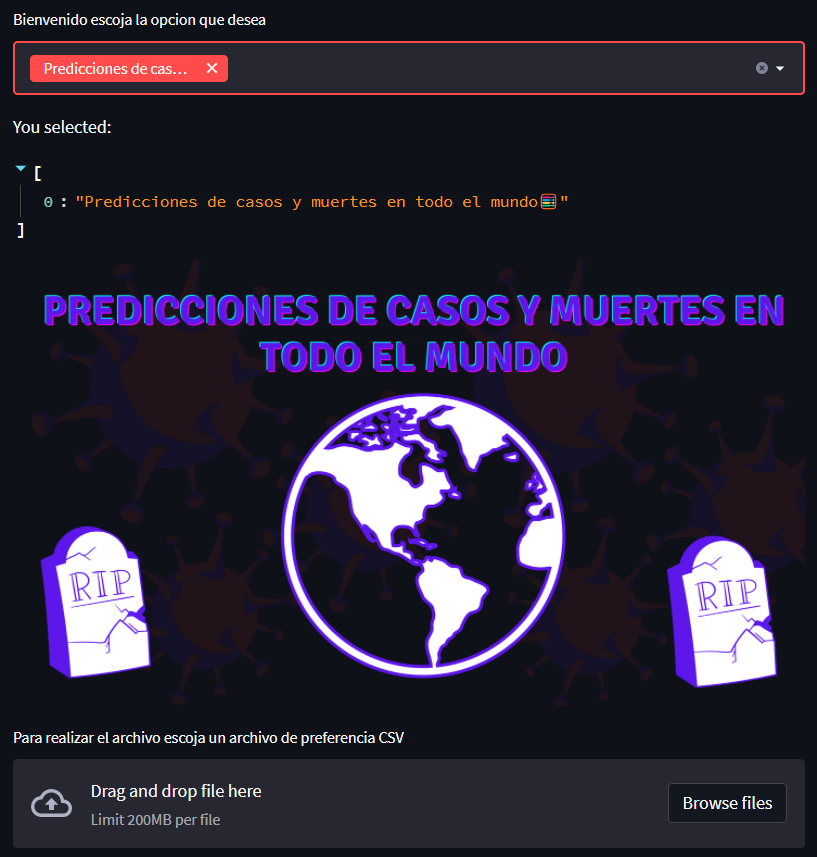 Bienvenido escoja la opcion que desea
Predicciones de cas...
You selected:
[
0 : "Predicciones de casos y muertes en todo el mundo🧮"
]
PREDICCIONES DE CASOS Y MUERTES EN
TODO EL MUNDO
RIP
RIP
Para realizar el archivo escoja un archivo de preferencia CSV
Drag and drop file here
Browse files
Limit 200MB per file